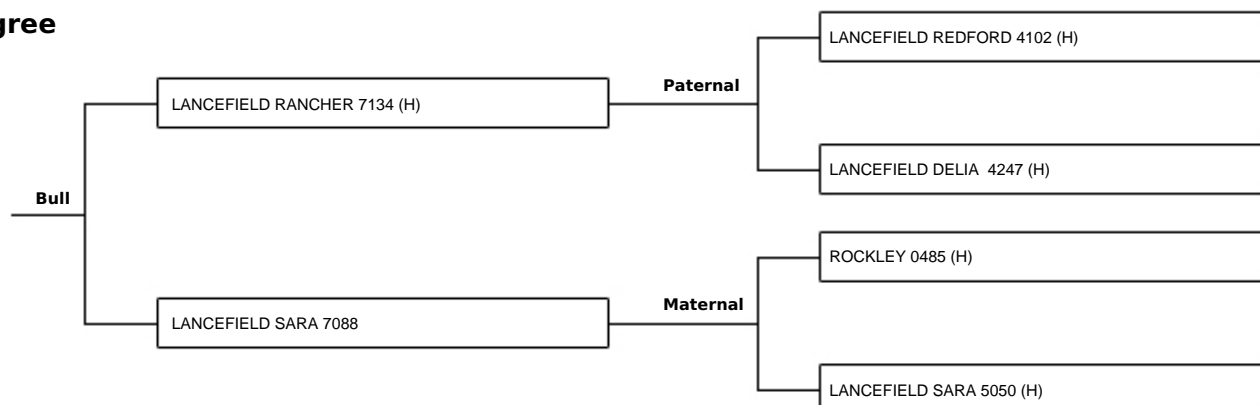 gree
LANCEFIELD REDFORD 4102 (H)
Paternal
LANCEFIELD RANCHER 7134 (H)
LANCEFIELD DELIA  4247 (H)
Bull
ROCKLEY 0485 (H)
Maternal
LANCEFIELD SARA 7088
LANCEFIELD SARA 5050 (H)